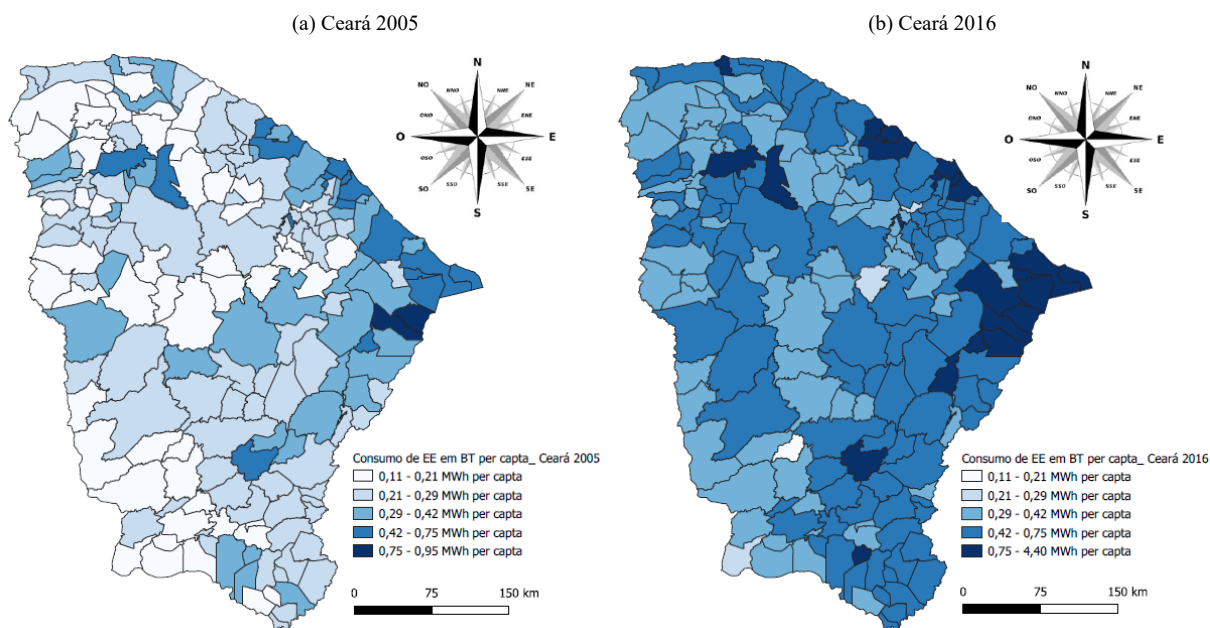 (a) Ceará 2005
(b) Ceará 2016
N
NNO
NNE
NO
NE
ONO
ENE
O
E
OSO
ESE
SO
SE
SSO
SSE
S
N
NNO
NNE
NO
NE
ONO
ENE
O
E
OSO
ESE
SO
SE
SSO
SSE
S
Consumo de EE em BT per capta_ Ceará 2005
0,11 - 0,21 MWh per capta
0,21 - 0,29 MWh per capta
0,29 - 0,42 MWh per capta
0,42 - 0,75 MWh per capta
0,75 - 0,95 MWh per capta
0 75 150 km
Consumo de EE em BT per capta_ Ceará 2016
0,11 - 0,21 MWh per capta
0,21 - 0,29 MWh per capta
0,29 - 0,42 MWh per capta
0,42 - 0,75 MWh per capta
0,75 - 4,40 MWh per capta
0 75 150 km